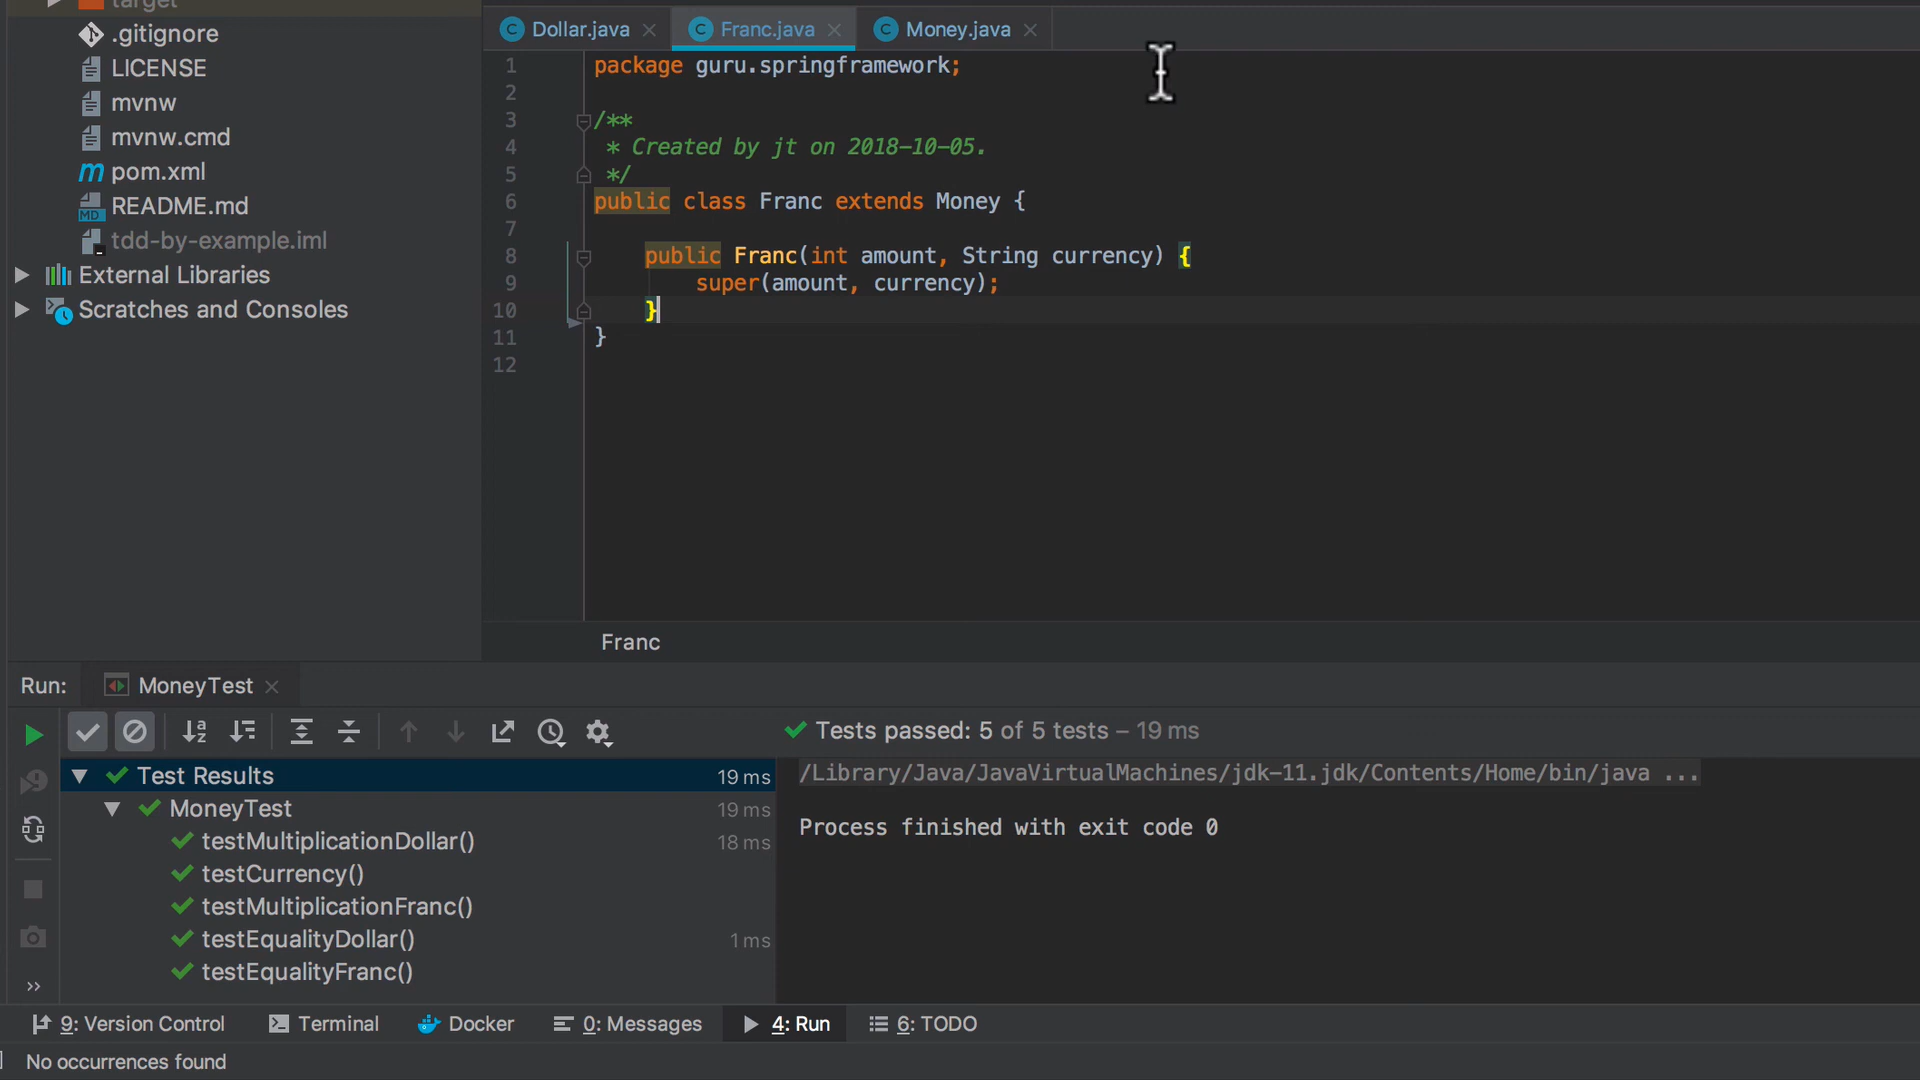 target
.gitignore
LICENSE
mvnw
mvnw.cmd
pom.xml
README.md
tdd-by-example.iml
External Libraries
Scratches and Consoles
Dollar.java
Franc.java
Money.java
1 package guru.springframework;
2
3 /**
4 * Created by jt on 2018-10-05.
5 */
6 public class Franc extends Money {
7
8 public Franc(int amount, String currency) {
9 super(amount, currency);
10 }
11 }
12
Franc
Run: MoneyTest
Tests passed: 5 of 5 tests – 19 ms
Test Results 19 ms
MoneyTest 19 ms
testMultiplicationDollar() 18 ms
testCurrency()
testMultiplicationFranc()
testEqualityDollar() 1 ms
testEqualityFranc()
/Library/Java/JavaVirtualMachines/jdk-11.jdk/Contents/Home/bin/java ...
Process finished with exit code 0
9: Version Control
Terminal
Docker
0: Messages
4: Run
6: TODO
No occurrences found